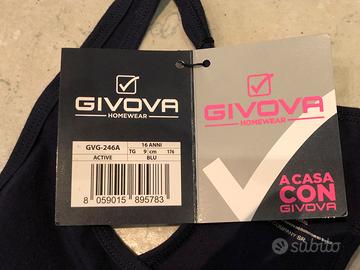 GIVOVA
HOMEWEAR
GVG-246A
16 ANNI
TG 9 cm 176
ACTIVE
BLU
8 059015 895783
GIVOVA
HOMEWEAR
A CASA
CON
GIVOVA
subito